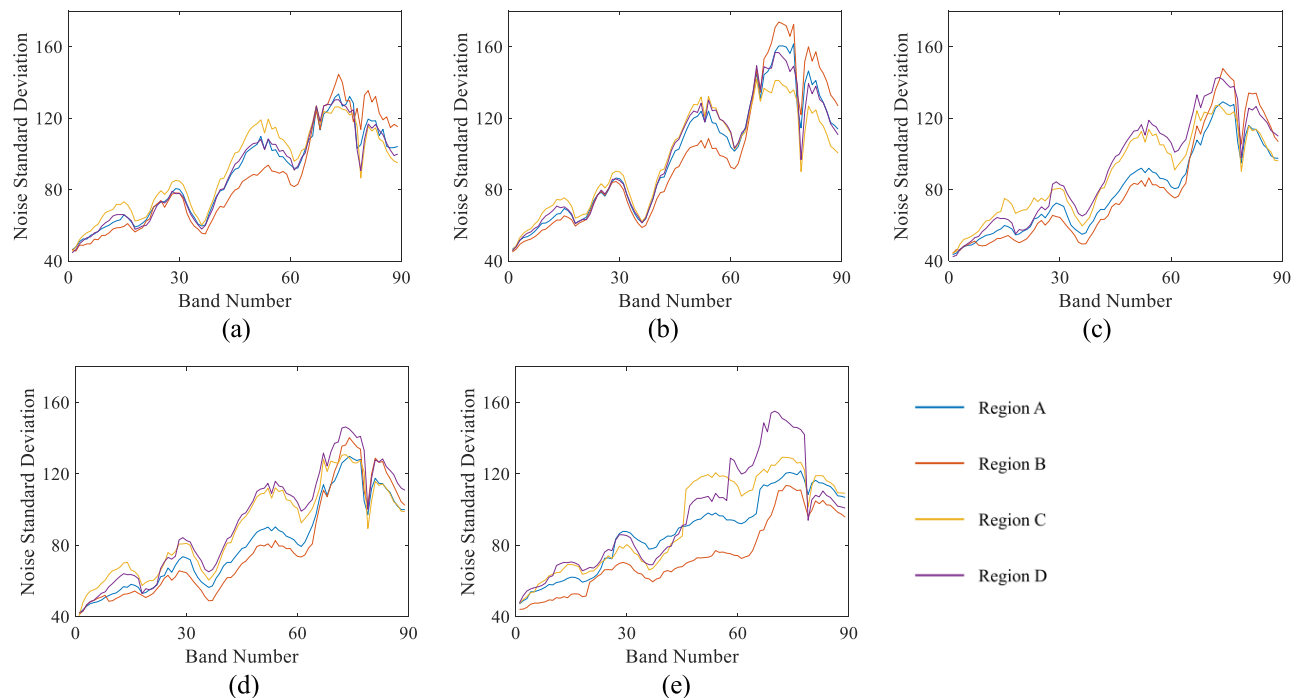 Noise Standard Deviation
160
120
80
40
0 30 60 90
Band Number
(a)
Noise Standard Deviation
160
120
80
40
0 30 60 90
Band Number
(b)
Noise Standard Deviation
160
120
80
40
0 30 60 90
Band Number
(c)
Noise Standard Deviation
160
120
80
40
0 30 60 90
Band Number
(d)
Noise Standard Deviation
160
120
80
40
0 30 60 90
Band Number
(e)
Region A
Region B
Region C
Region D